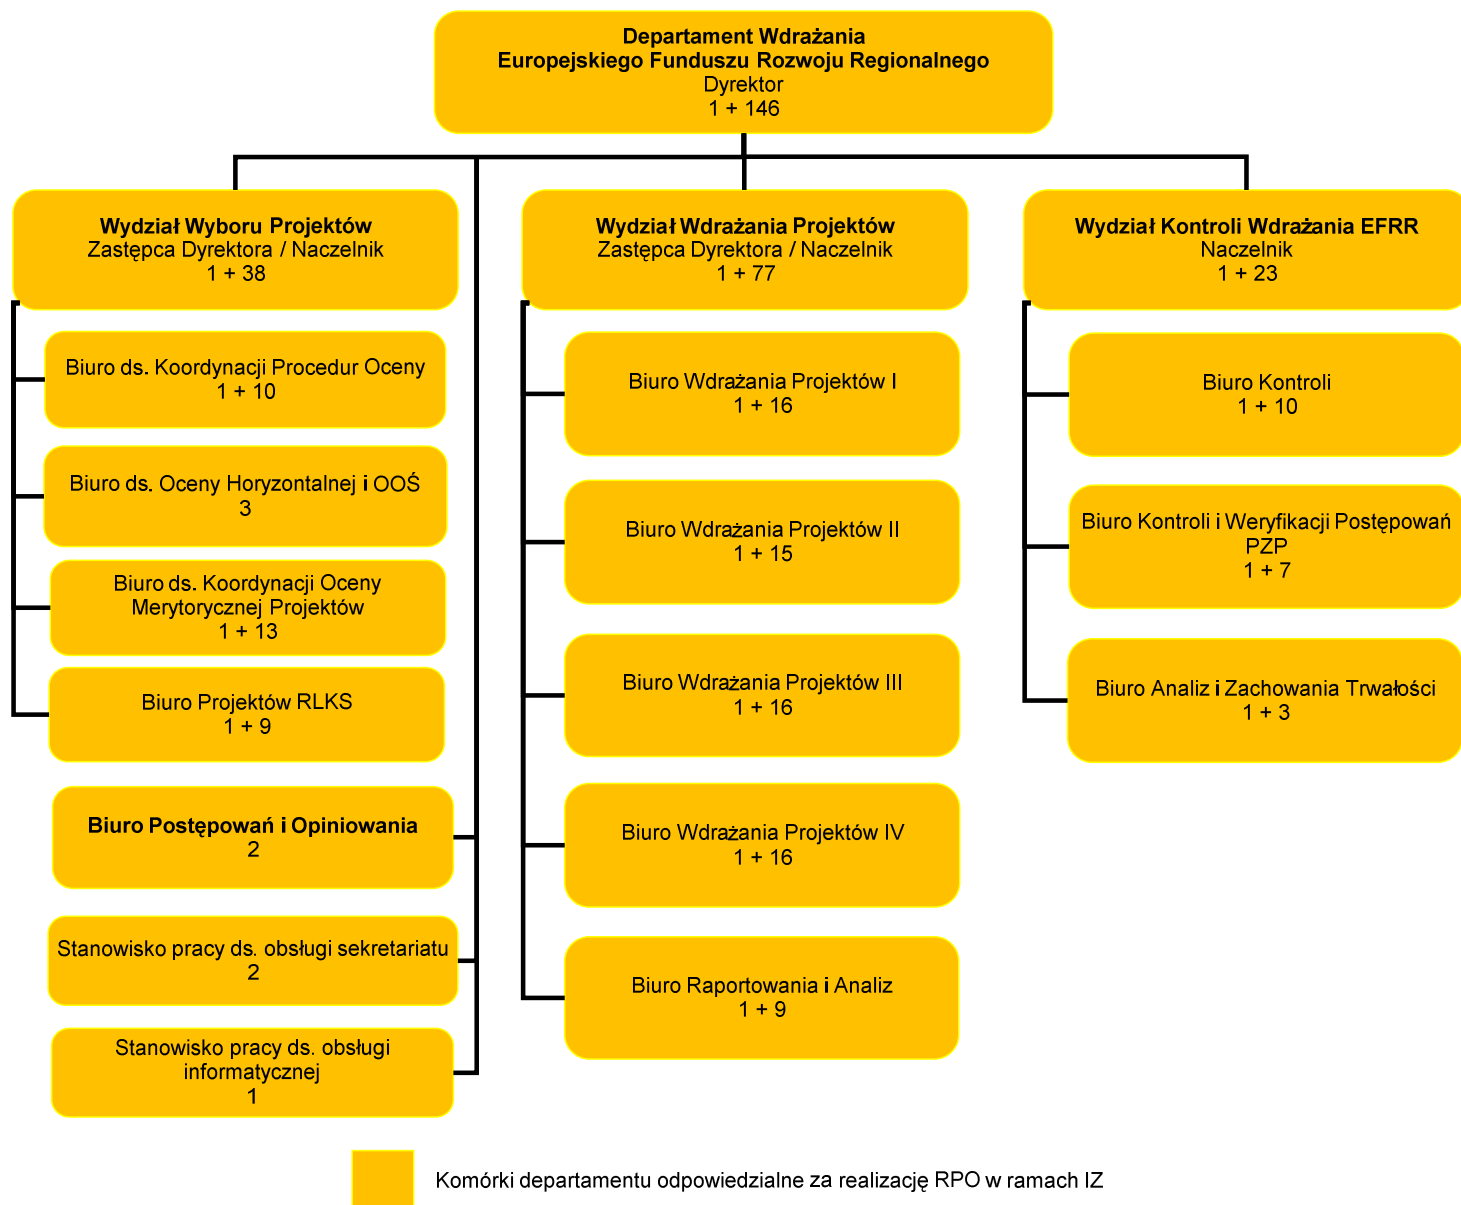 Departament Wdrażania
Europejskiego Funduszu Rozwoju Regionalnego
Dyrektor
1 + 146
Wydział Wyboru Projektów
Zastępca Dyrektora / Naczelnik
1 + 38
Biuro ds. Koordynacji Procedur Oceny
1 + 10
Biuro ds. Oceny Horyzontalnej i OOŚ
3
Biuro ds. Koordynacji Oceny
Merytorycznej Projektów
1 + 13
Biuro Projektów RLKS
1 + 9
Biuro Postępowań i Opiniowania
2
Stanowisko pracy ds. obsługi sekretariatu
2
Stanowisko pracy ds. obsługi
informatycznej
1
Wydział Wdrażania Projektów
Zastępca Dyrektora / Naczelnik
1 + 77
Biuro Wdrażania Projektów I
1 + 16
Biuro Wdrażania Projektów II
1 + 15
Biuro Wdrażania Projektów III
1 + 16
Biuro Wdrażania Projektów IV
1 + 16
Biuro Raportowania i Analiz
1 + 9
Wydział Kontroli Wdrażania EFRR
Naczelnik
1 + 23
Biuro Kontroli
1 + 10
Biuro Kontroli i Weryfikacji Postępowań
PZP
1 + 7
Biuro Analiz i Zachowania Trwałości
1 + 3
Komórki departamentu odpowiedzialne za realizację RPO w ramach IZ